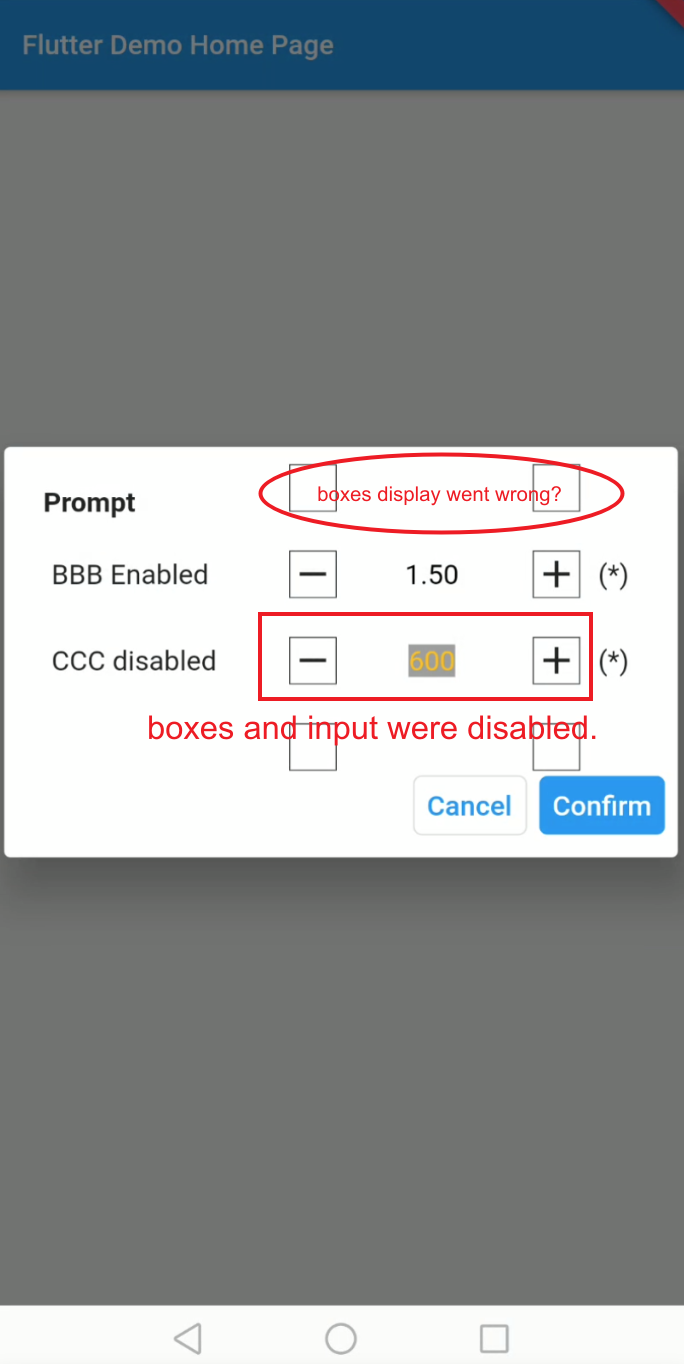 Flutter Demo Home Page
boxes display went wrong?
Prompt
BBB Enabled − 1.50 + (*)
CCC disabled − 600 + (*)
boxes and input were disabled.
Cancel Confirm